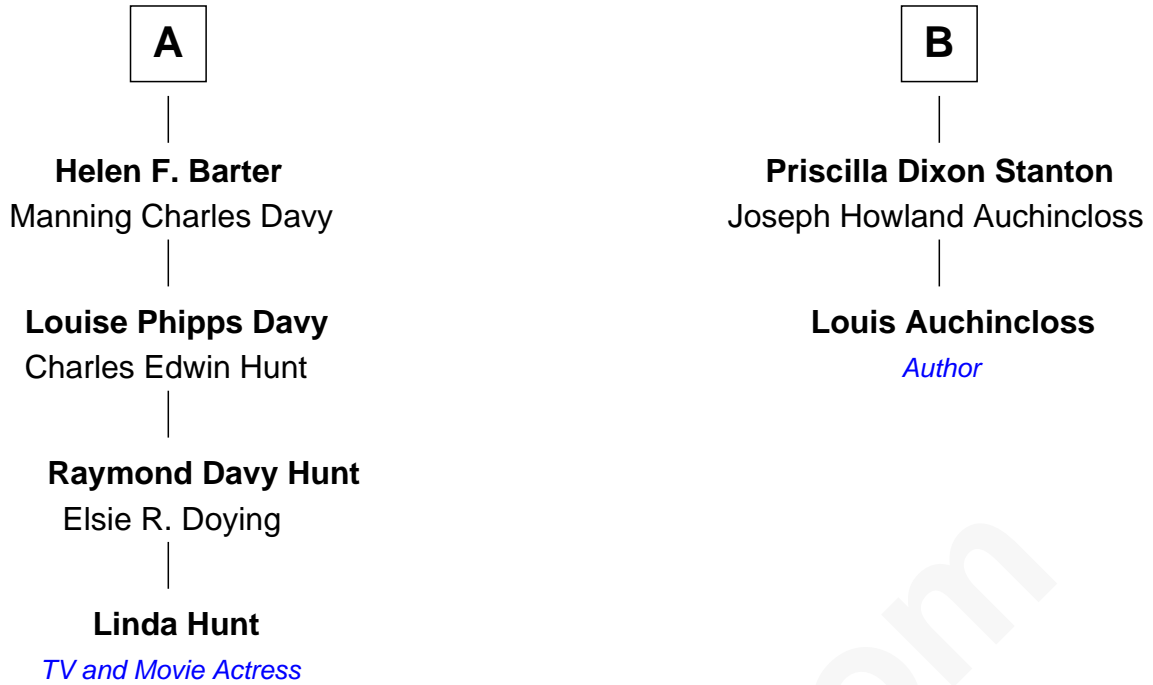 A
B
Helen F. Barter
Manning Charles Davy
Priscilla Dixon Stanton
Joseph Howland Auchincloss
Louise Phipps Davy
Charles Edwin Hunt
Louis Auchincloss
Author
Raymond Davy Hunt
Elsie R. Doying
Linda Hunt
TV and Movie Actress
om